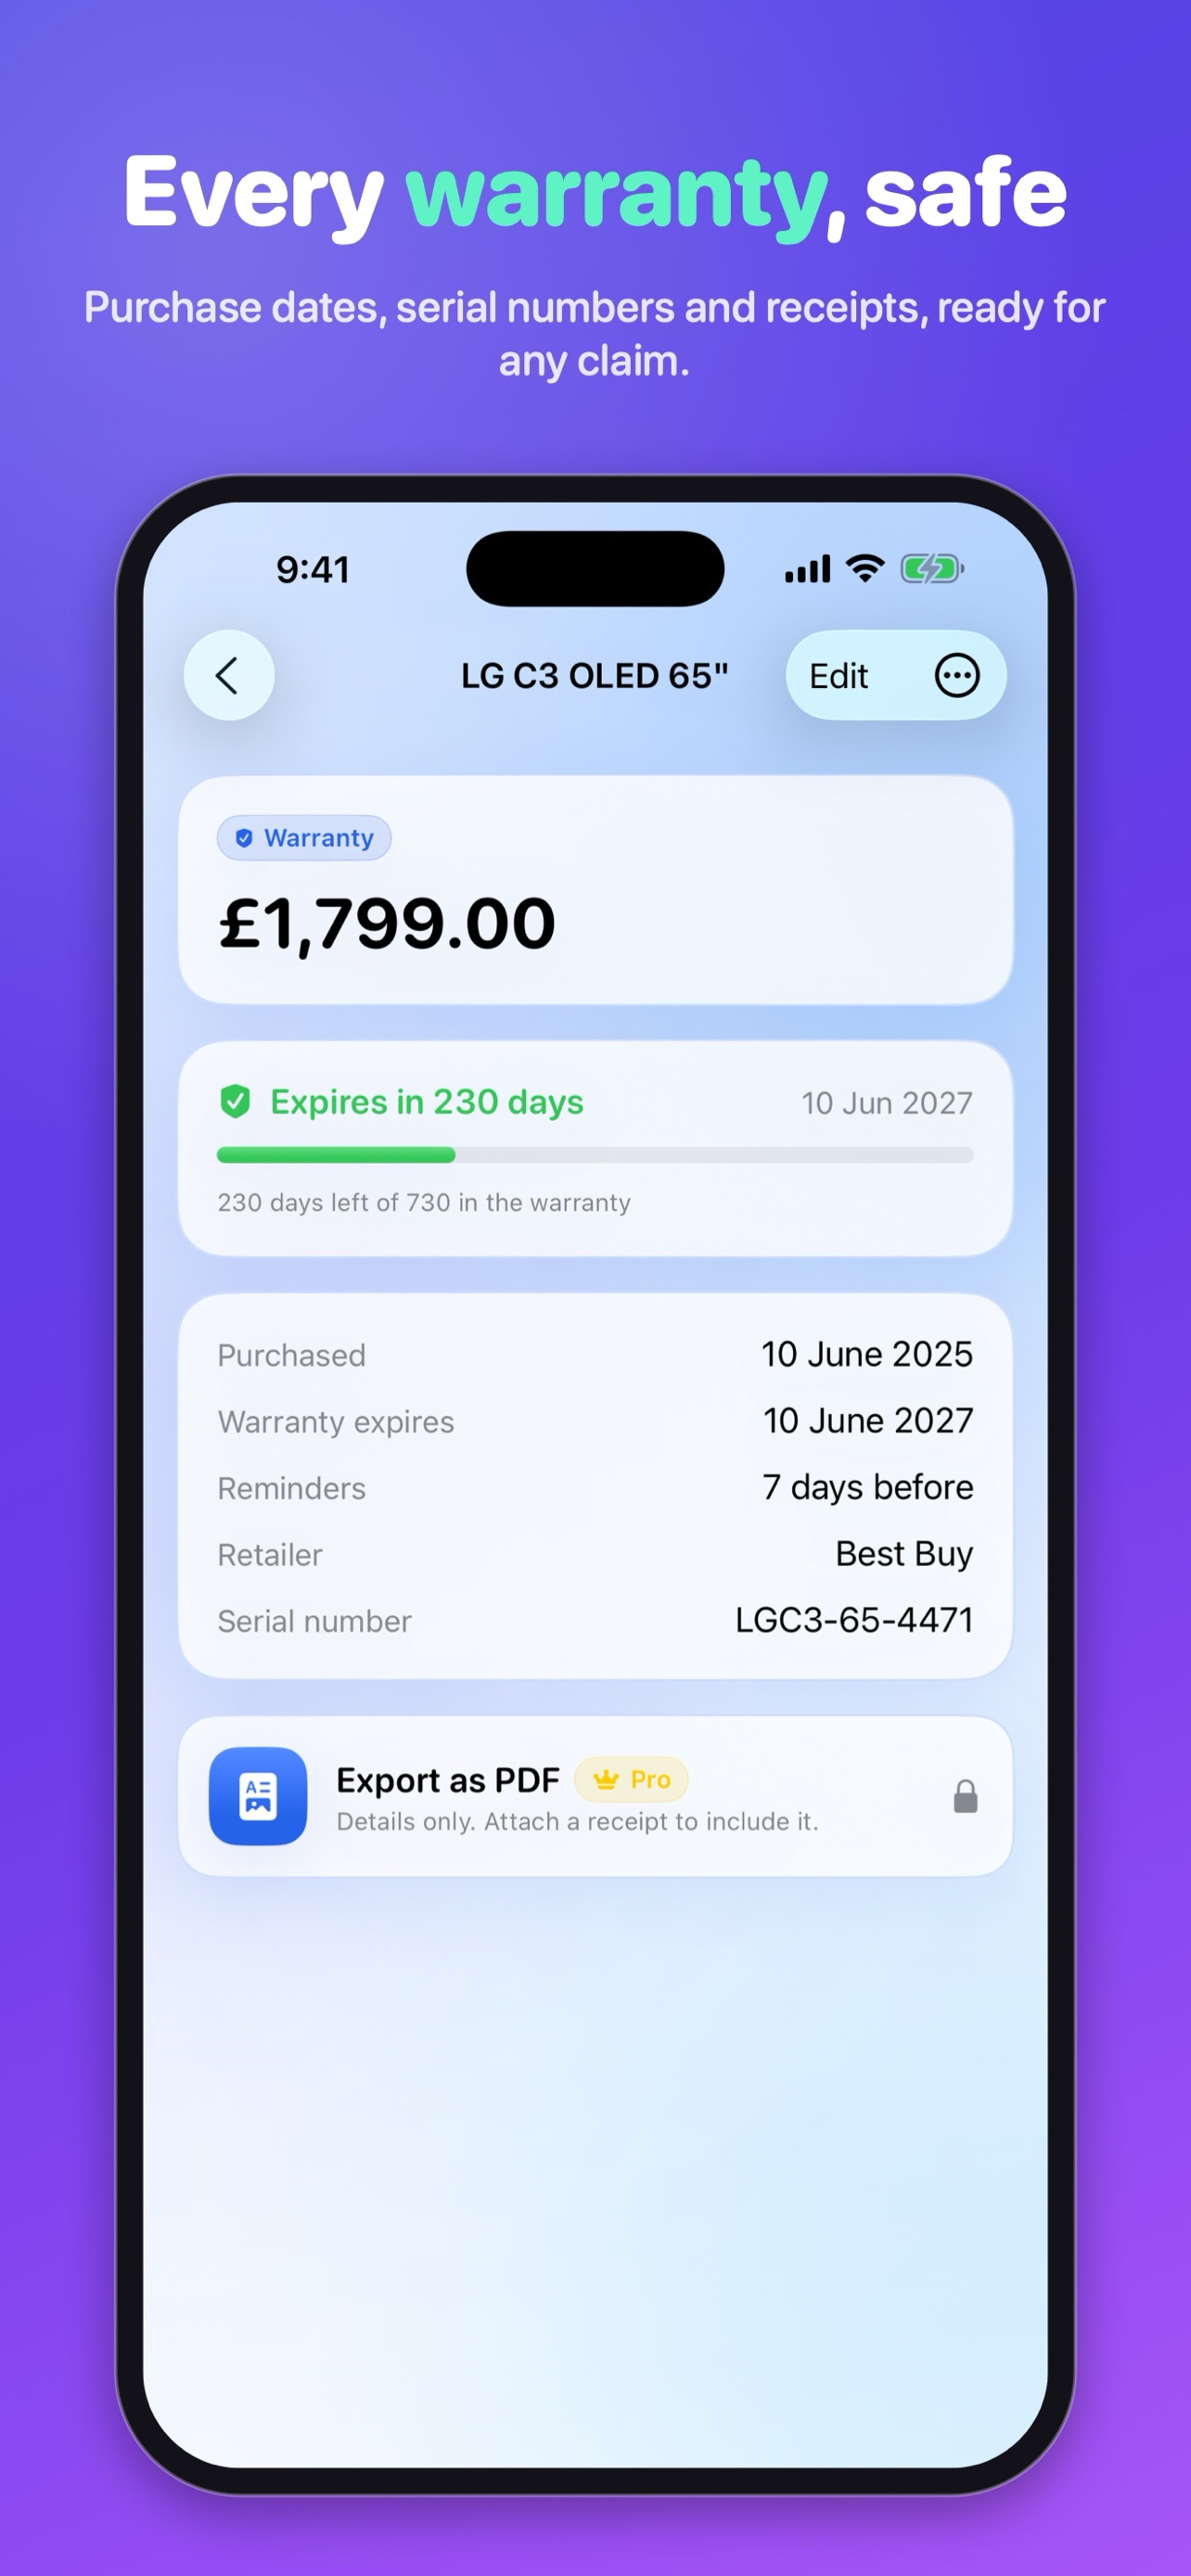 Every warranty, safe
Purchase dates, serial numbers and receipts, ready for
any claim.
9:41
LG C3 OLED 65"
Edit
Warranty
£1,799.00
Expires in 230 days
10 Jun 2027
230 days left of 730 in the warranty
Purchased
10 June 2025
Warranty expires
10 June 2027
Reminders
7 days before
Retailer
Best Buy
Serial number
LGC3-65-4471
Export as PDF
Pro
Details only. Attach a receipt to include it.